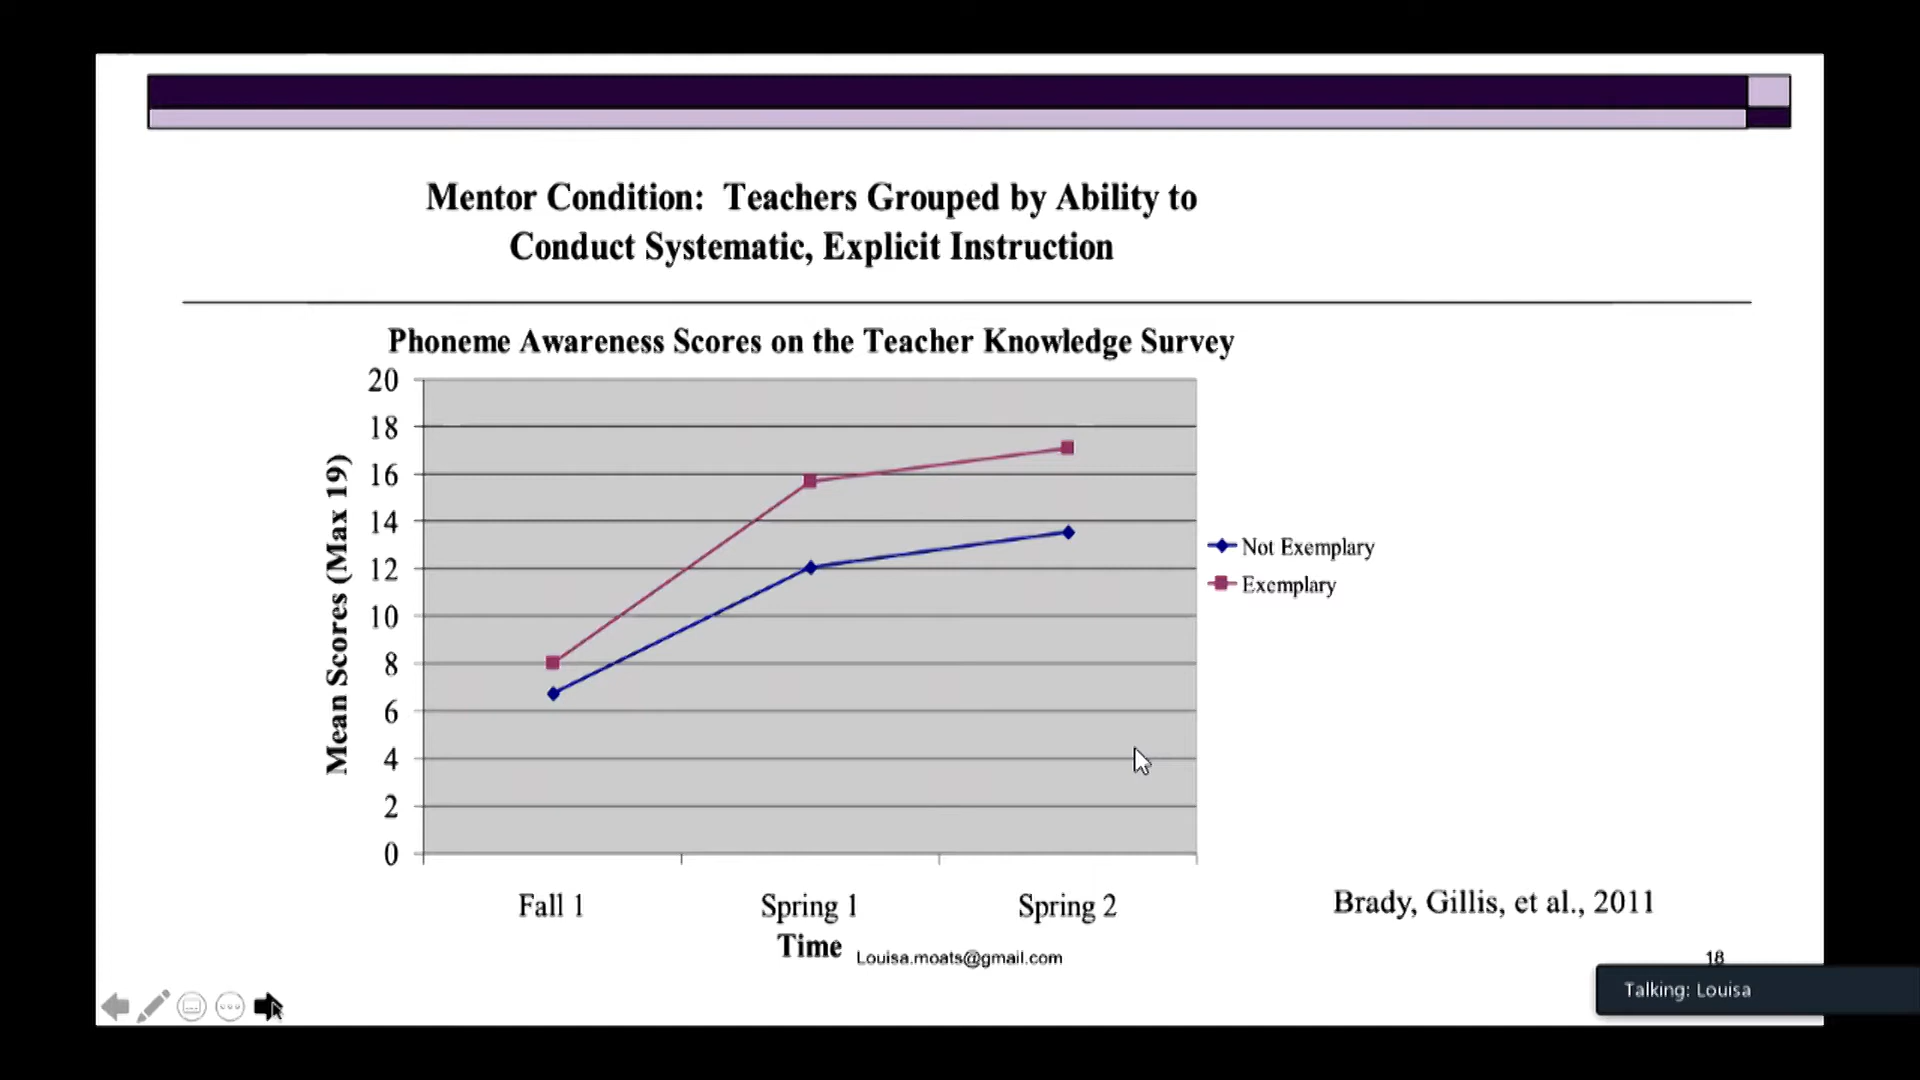 Mentor Condition: Teachers Grouped by Ability to
Conduct Systematic, Explicit Instruction
Phoneme Awareness Scores on the Teacher Knowledge Survey
Mean Scores (Max 19)
20
18
16
14
12
10
8
6
4
2
0
Not Exemplary
Exemplary
Fall 1
Spring 1
Spring 2
Time
Brady, Gillis, et al., 2011
Louisa.moats@gmail.com
18
Talking: Louisa